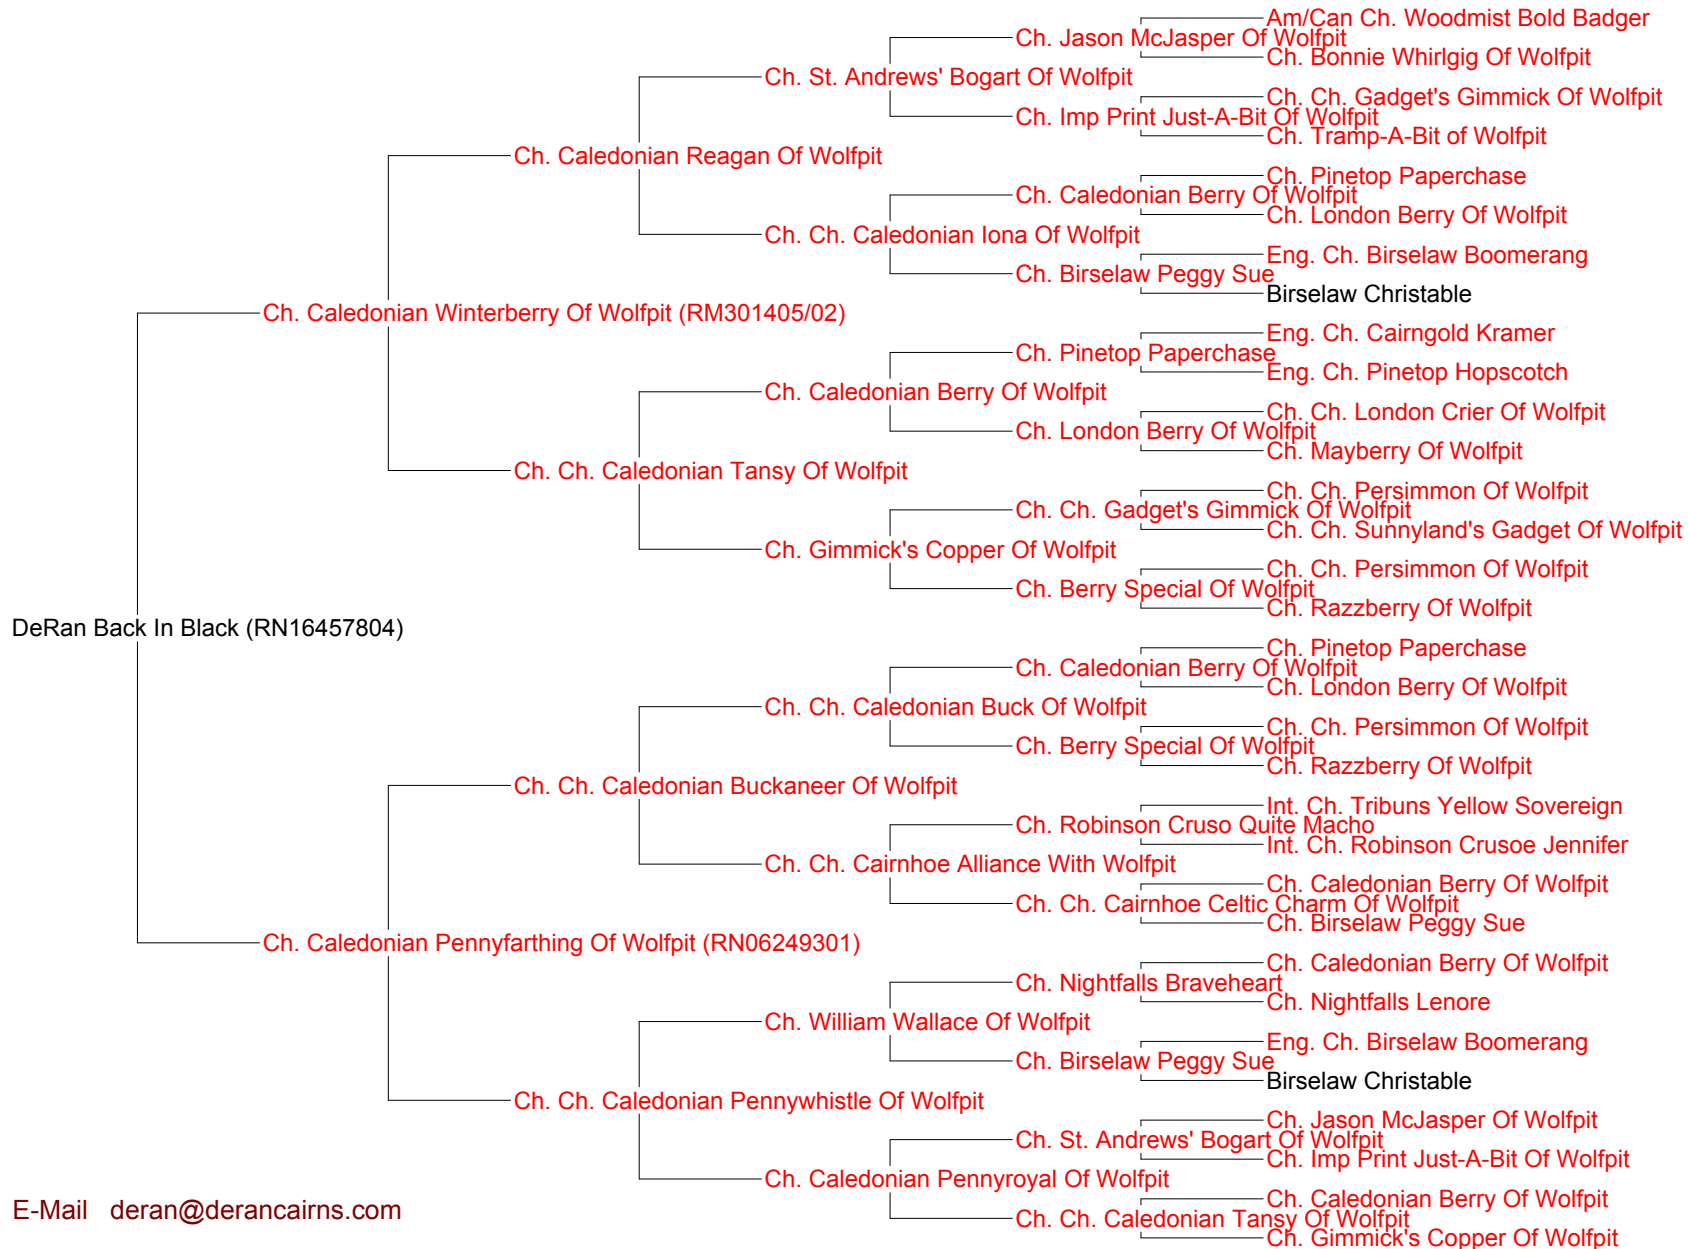 Am/Can Ch. Woodmist Bold Badger
Ch. Jason McJasper Of Wolfpit
Ch. Bonnie Whirlgig Of Wolfpit
Ch. St. Andrews' Bogart Of Wolfpit
Ch. Ch. Gadget's Gimmick Of Wolfpit
Ch. Imp Print Just-A-Bit Of Wolfpit
Ch. Tramp-A-Bit of Wolfpit
Ch. Caledonian Reagan Of Wolfpit
Ch. Pinetop Paperchase
Ch. Caledonian Berry Of Wolfpit
Ch. London Berry Of Wolfpit
Ch. Ch. Caledonian Iona Of Wolfpit
Eng. Ch. Birselaw Boomerang
Ch. Birselaw Peggy Sue
Birselaw Christable
Ch. Caledonian Winterberry Of Wolfpit (RM301405/02)
Eng. Ch. Cairngold Kramer
Ch. Pinetop Paperchase
Eng. Ch. Pinetop Hopscotch
Ch. Caledonian Berry Of Wolfpit
Ch. Ch. London Crier Of Wolfpit
Ch. London Berry Of Wolfpit
Ch. Mayberry Of Wolfpit
Ch. Ch. Caledonian Tansy Of Wolfpit
Ch. Ch. Persimmon Of Wolfpit
Ch. Ch. Gadget's Gimmick Of Wolfpit
Ch. Ch. Sunnyland's Gadget Of Wolfpit
Ch. Gimmick's Copper Of Wolfpit
Ch. Ch. Persimmon Of Wolfpit
Ch. Berry Special Of Wolfpit
Ch. Razzberry Of Wolfpit
DeRan Back In Black (RN16457804)
Ch. Pinetop Paperchase
Ch. Caledonian Berry Of Wolfpit
Ch. London Berry Of Wolfpit
Ch. Ch. Caledonian Buck Of Wolfpit
Ch. Ch. Persimmon Of Wolfpit
Ch. Berry Special Of Wolfpit
Ch. Razzberry Of Wolfpit
Ch. Ch. Caledonian Buckaneer Of Wolfpit
Int. Ch. Tribuns Yellow Sovereign
Ch. Robinson Cruso Quite Macho
Int. Ch. Robinson Crusoe Jennifer
Ch. Ch. Cairnhoe Alliance With Wolfpit
Ch. Caledonian Berry Of Wolfpit
Ch. Ch. Cairnhoe Celtic Charm Of Wolfpit
Ch. Birselaw Peggy Sue
Ch. Caledonian Pennyfarthing Of Wolfpit (RN06249301)
Ch. Caledonian Berry Of Wolfpit
Ch. Nightfalls Braveheart
Ch. Nightfalls Lenore
Ch. William Wallace Of Wolfpit
Eng. Ch. Birselaw Boomerang
Ch. Birselaw Peggy Sue
Birselaw Christable
Ch. Ch. Caledonian Pennywhistle Of Wolfpit
Ch. Jason McJasper Of Wolfpit
Ch. St. Andrews' Bogart Of Wolfpit
Ch. Imp Print Just-A-Bit Of Wolfpit
Ch. Caledonian Pennyroyal Of Wolfpit
Ch. Caledonian Berry Of Wolfpit
Ch. Ch. Caledonian Tansy Of Wolfpit
Ch. Gimmick's Copper Of Wolfpit
E-Mail deran@derancairns.com